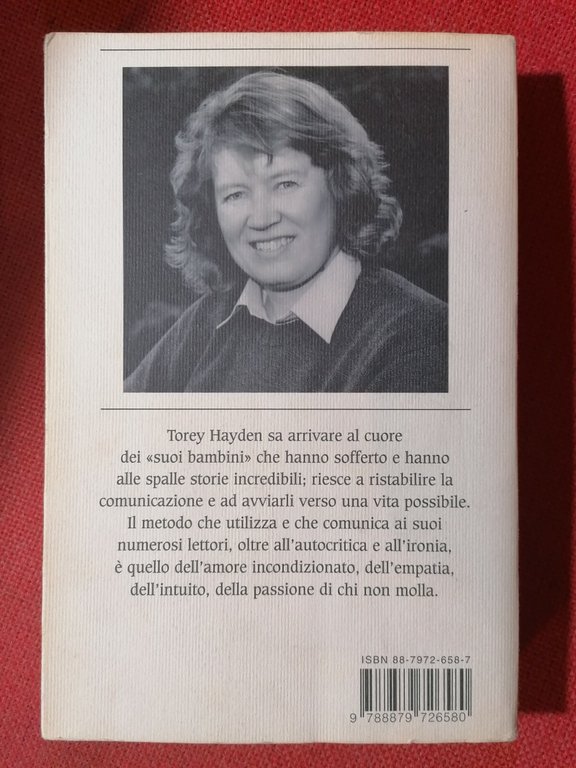 Torey Hayden sa arrivare al cuore
dei «suoi bambini» che hanno sofferto e hanno
alle spalle storie incredibili; riesce a ristabilire la
comunicazione e ad avviarli verso una vita possibile.
Il metodo che utilizza e che comunica ai suoi
numerosi lettori, oltre all'autocritica e all'ironia,
è quello dell'amore incondizionato, dell'empatia,
dell'intuito, della passione di chi non molla.
ISBN 88-7972-658-7
9 788879 726580